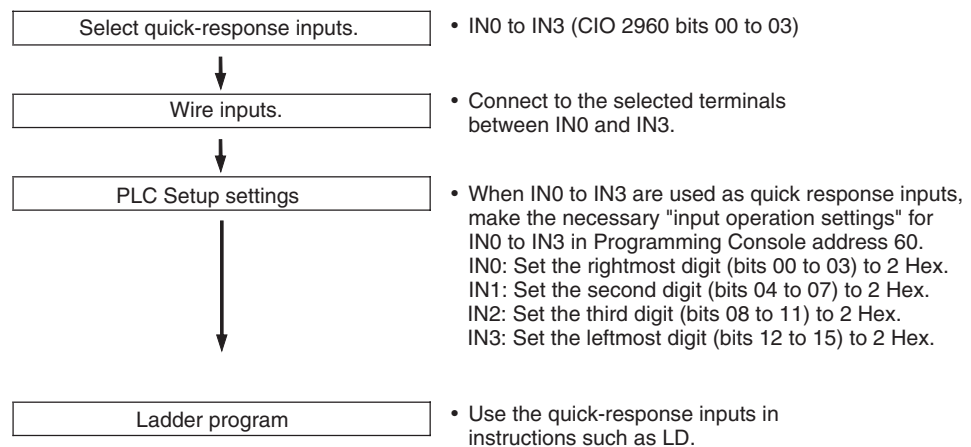 Select quick-response inputs.
• IN0 to IN3 (CIO 2960 bits 00 to 03)
Wire inputs.
• Connect to the selected terminals
between IN0 and IN3.
PLC Setup settings
• When IN0 to IN3 are used as quick response inputs,
make the necessary "input operation settings" for
IN0 to IN3 in Programming Console address 60.
IN0: Set the rightmost digit (bits 00 to 03) to 2 Hex.
IN1: Set the second digit (bits 04 to 07) to 2 Hex.
IN2: Set the third digit (bits 08 to 11) to 2 Hex.
IN3: Set the leftmost digit (bits 12 to 15) to 2 Hex.
Ladder program
• Use the quick-response inputs in
instructions such as LD.